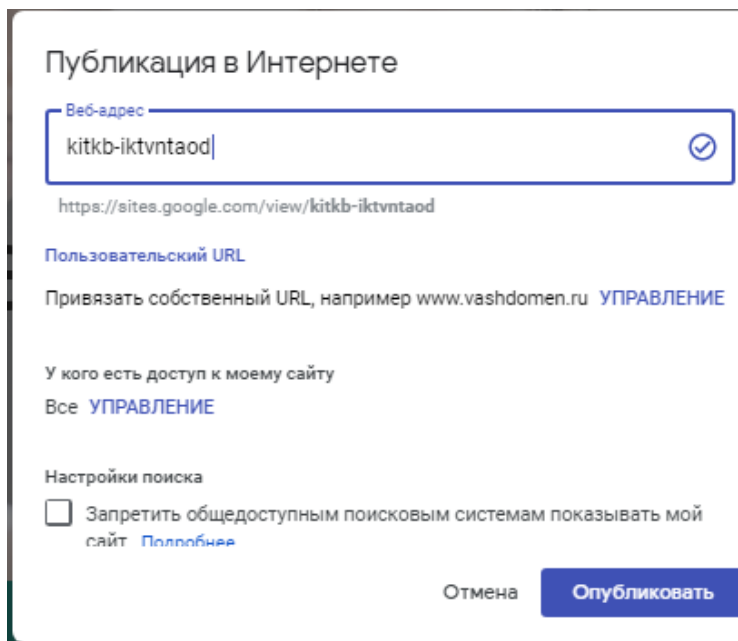 Публикация в Интернете
Веб-адрес
kitkb-iktvntaod
https://sites.google.com/view/kitkb-iktvntaod
Пользовательский URL
Привязать собственный URL, например www.vashdomen.ru УПРАВЛЕНИЕ
У кого есть доступ к моему сайту
Все УПРАВЛЕНИЕ
Настройки поиска
Запретить общедоступным поисковым системам показывать мой
сайт Подробнее
Отмена Опубликовать